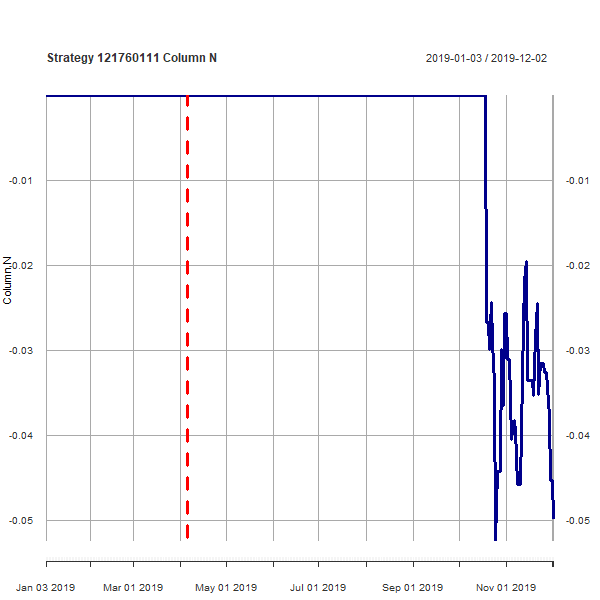 Strategy 121760111 Column N
2019-01-03 / 2019-12-02
-0.01 -0.01
-0.02 -0.02
Column,N
-0.03 -0.03
-0.04 -0.04
-0.05 -0.05
Jan 03 2019 Mar 01 2019 May 01 2019 Jul 01 2019 Sep 01 2019 Nov 01 2019